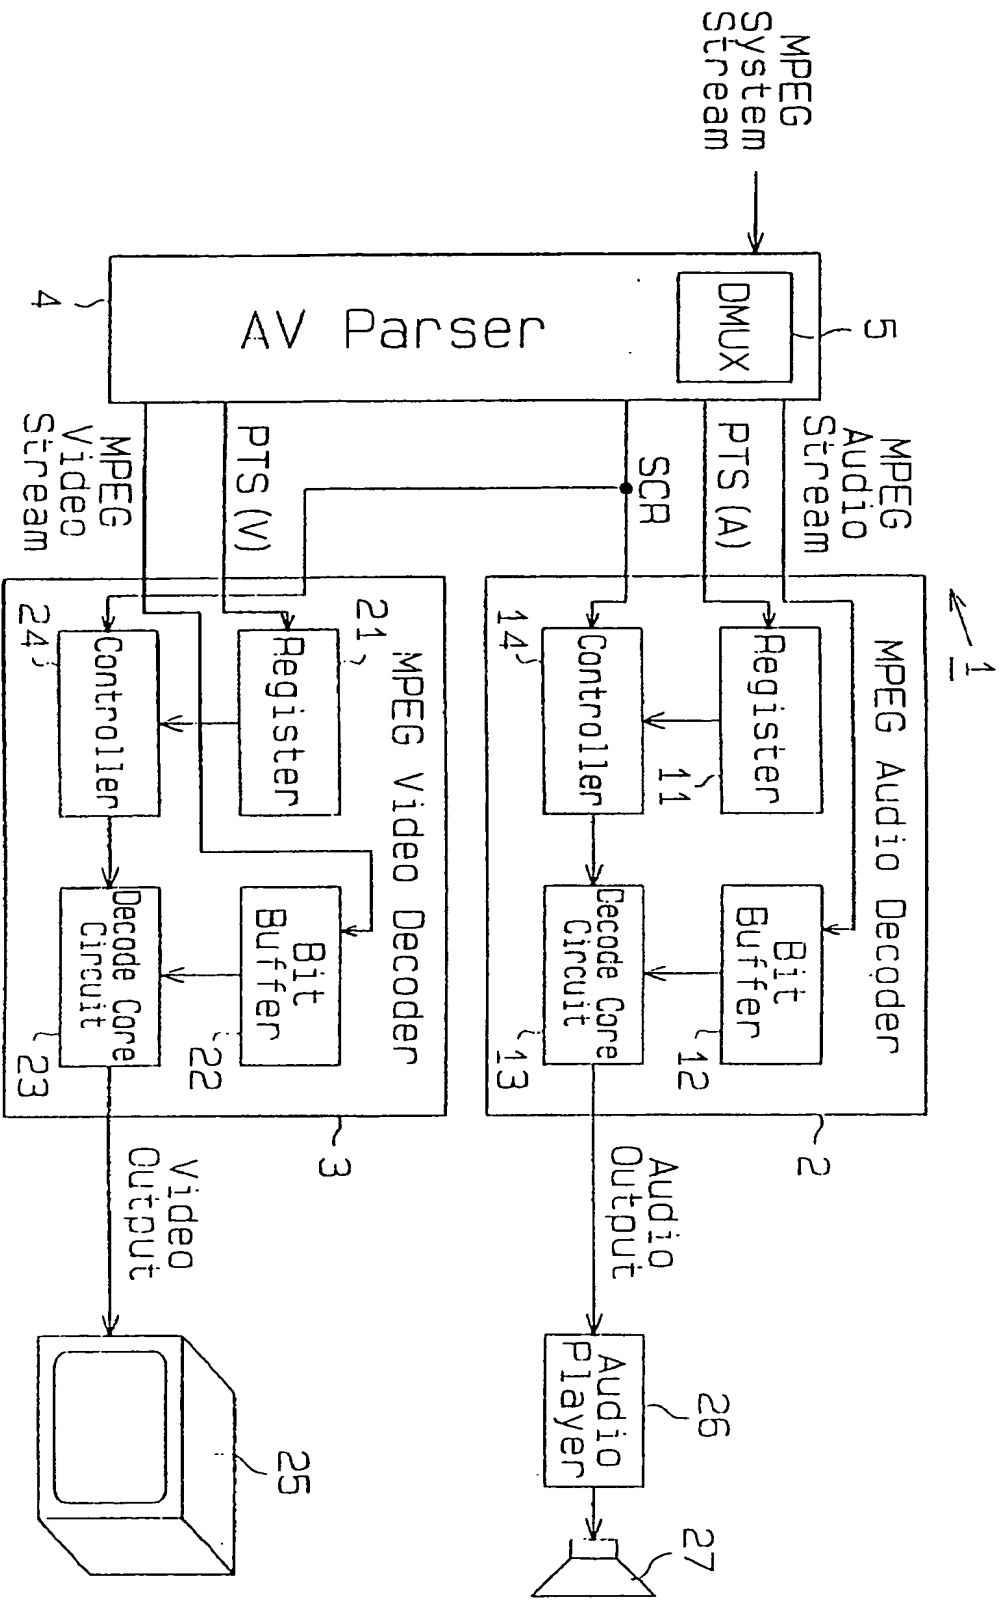 1
MPEG
System
Stream
5
DMUX
AV Parser
4
MPEG
Audio
Stream
PTS(A)
SCR
PTS(V)
MPEG
Video
Stream
MPEG Audio Decoder
2
Register
11
Bit
Buffer
12
Controller
14
Decode Core
Circuit
13
Audio
Output
Audio
Player
26
27
MPEG Video Decoder
3
21
Register
Bit
Buffer
22
Controller
24
Decode Core
Circuit
23
Video
Output
25